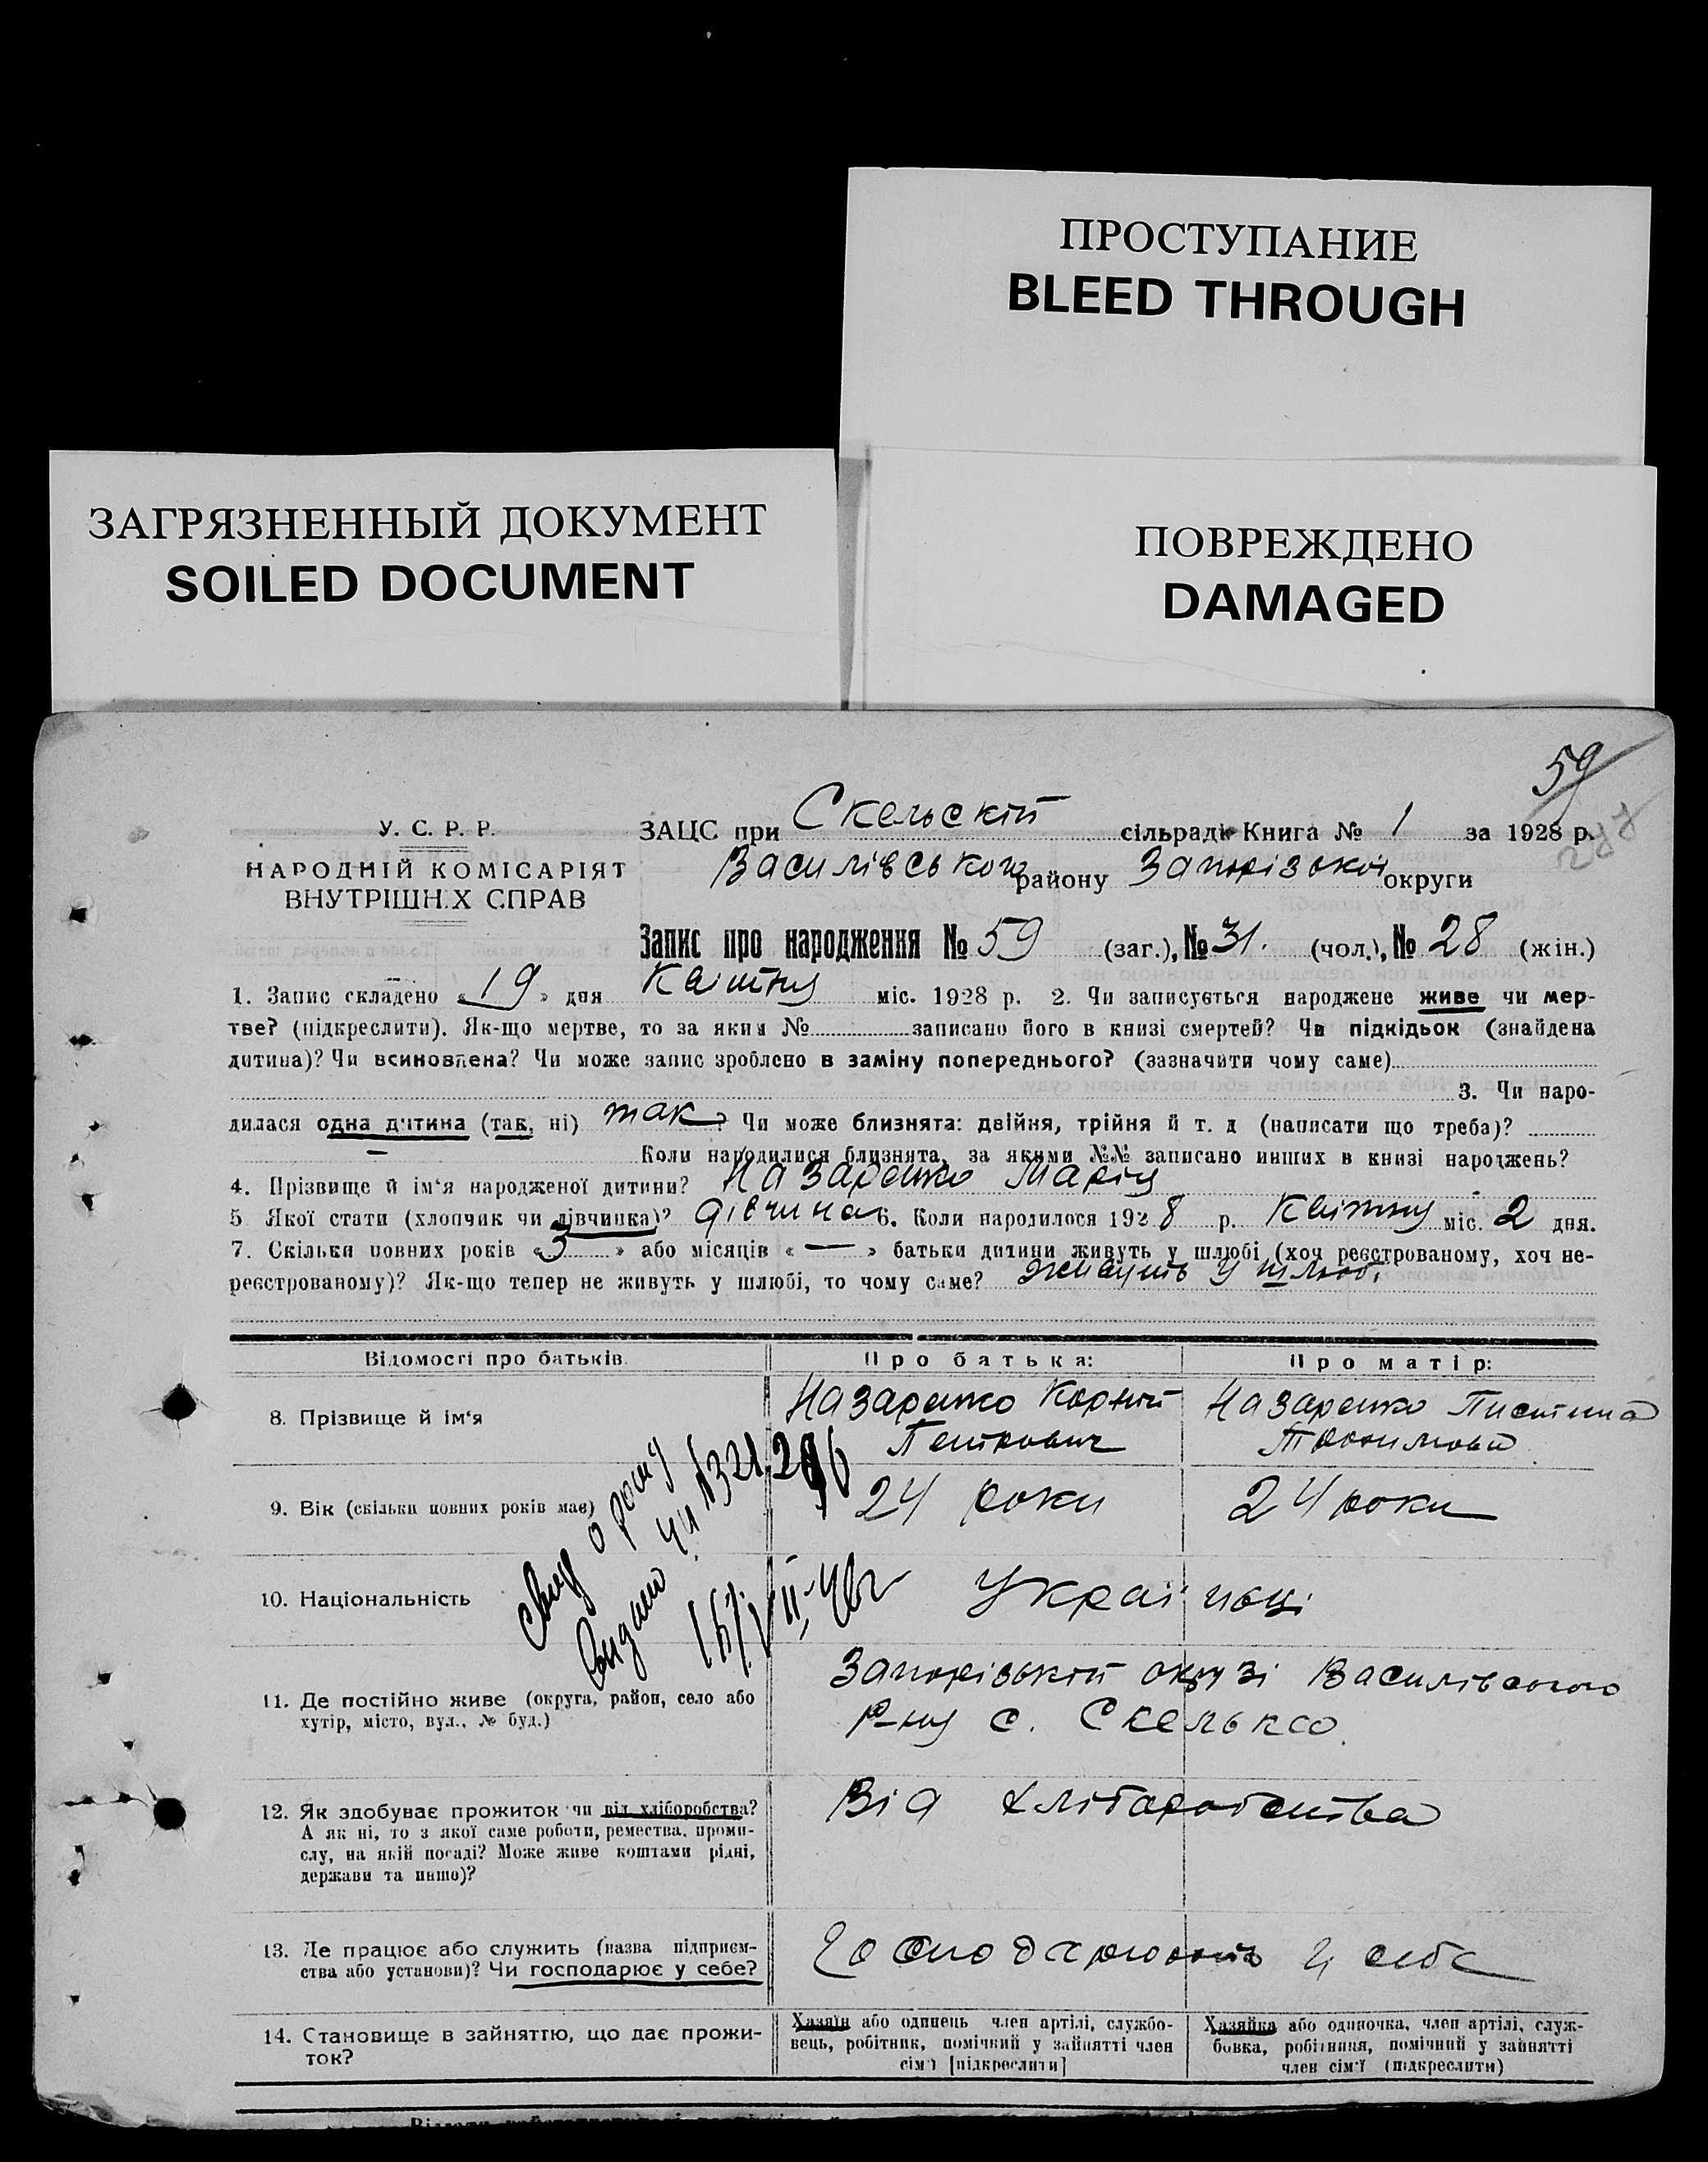 ПРОСТУПАНИЕ
BLEED THROUGH
ЗАГРЯЗНЕННЫЙ ДОКУМЕНТ
SOILED DOCUMENT
ПОВРЕЖДЕНО
DAMAGED
59
У. С. Р. Р.
НАРОДНІЙ КОМІСАРІЯТ
ВНУТРІШНІХ СПРАВ
ЗАЦС при Скельскій сільраді Книга № 1 за 1928 р.
Василівського району Запорізької округи
Запис про народження № 59 (заг.), № 31. (чол.), № 28 (жін.)
1. Запис складено «19» дня Квітня міс. 1928 р. 2. Чи записується народжене живе чи мер-
тве? (підкреслити). Як-що мертве, то за яким № записано його в книзі смертей? Чи підкідьок (знайдена
дитина)? Чи всиновлена? Чи може запис зроблено в заміну попереднього? (зазначити чому саме)
3. Чи наро-
дилася одна дитина (так, ні) так? Чи може близнята: двійня, трійня й т. д (написати що треба)?
— Коли народилися близнята, за якими №№ записано инших в книзі народжень?
4. Прізвище й ім‘я народженої дитини? Назаренко Марія
5 Якої стати (хлопчик чи дівчинка)? дівчина 6. Коли народилося 1928 р. Квітня міс. 2 дня.
7. Скільки повних років «3» або місяців « — » батьки дитини живуть у шлюбі (хоч реєстрованому, хоч не-
реєстрованому)? Як-що тепер не живуть у шлюбі, то чому саме? живуть у шлюбі
Відомості про батьків. Про батька: Про матір:
8. Прізвище й ім‘я Назаренко Корній Назаренко Пистина
Петрович Трохимовна
9. Вік (скільки повних років має) 24 роки 24 роки
10. Національність Українці
11. Де постійно живе (округа, район, село або
хутір, місто, вул., № буд.)
Запорізькій окрузі Василівського
р-ну с. Скелько.
12. Як здобуває прожиток чи від хліборобства?
А як ні, то з якої саме роботи, ремества, проми-
слу, на якій посаді? Може живе коштами рідні,
держави та инше)?
Від хліборобства
13. Де працює або служить (назва підприєм-
ства або установи)? Чи господарює у себе?
Господарюють у себе
14. Становище в зайняттю, що дає прожи-
ток?
Хазяїн або одинець член артілі, службо-
вець, робітник, помічний у зайнятті член
сім‘ї [підкреслити]
Хазяйка або одиночка, член артілі, служ-
бовка, робітниця, помічний у зайнятті
член сім‘ї (підкреслити)